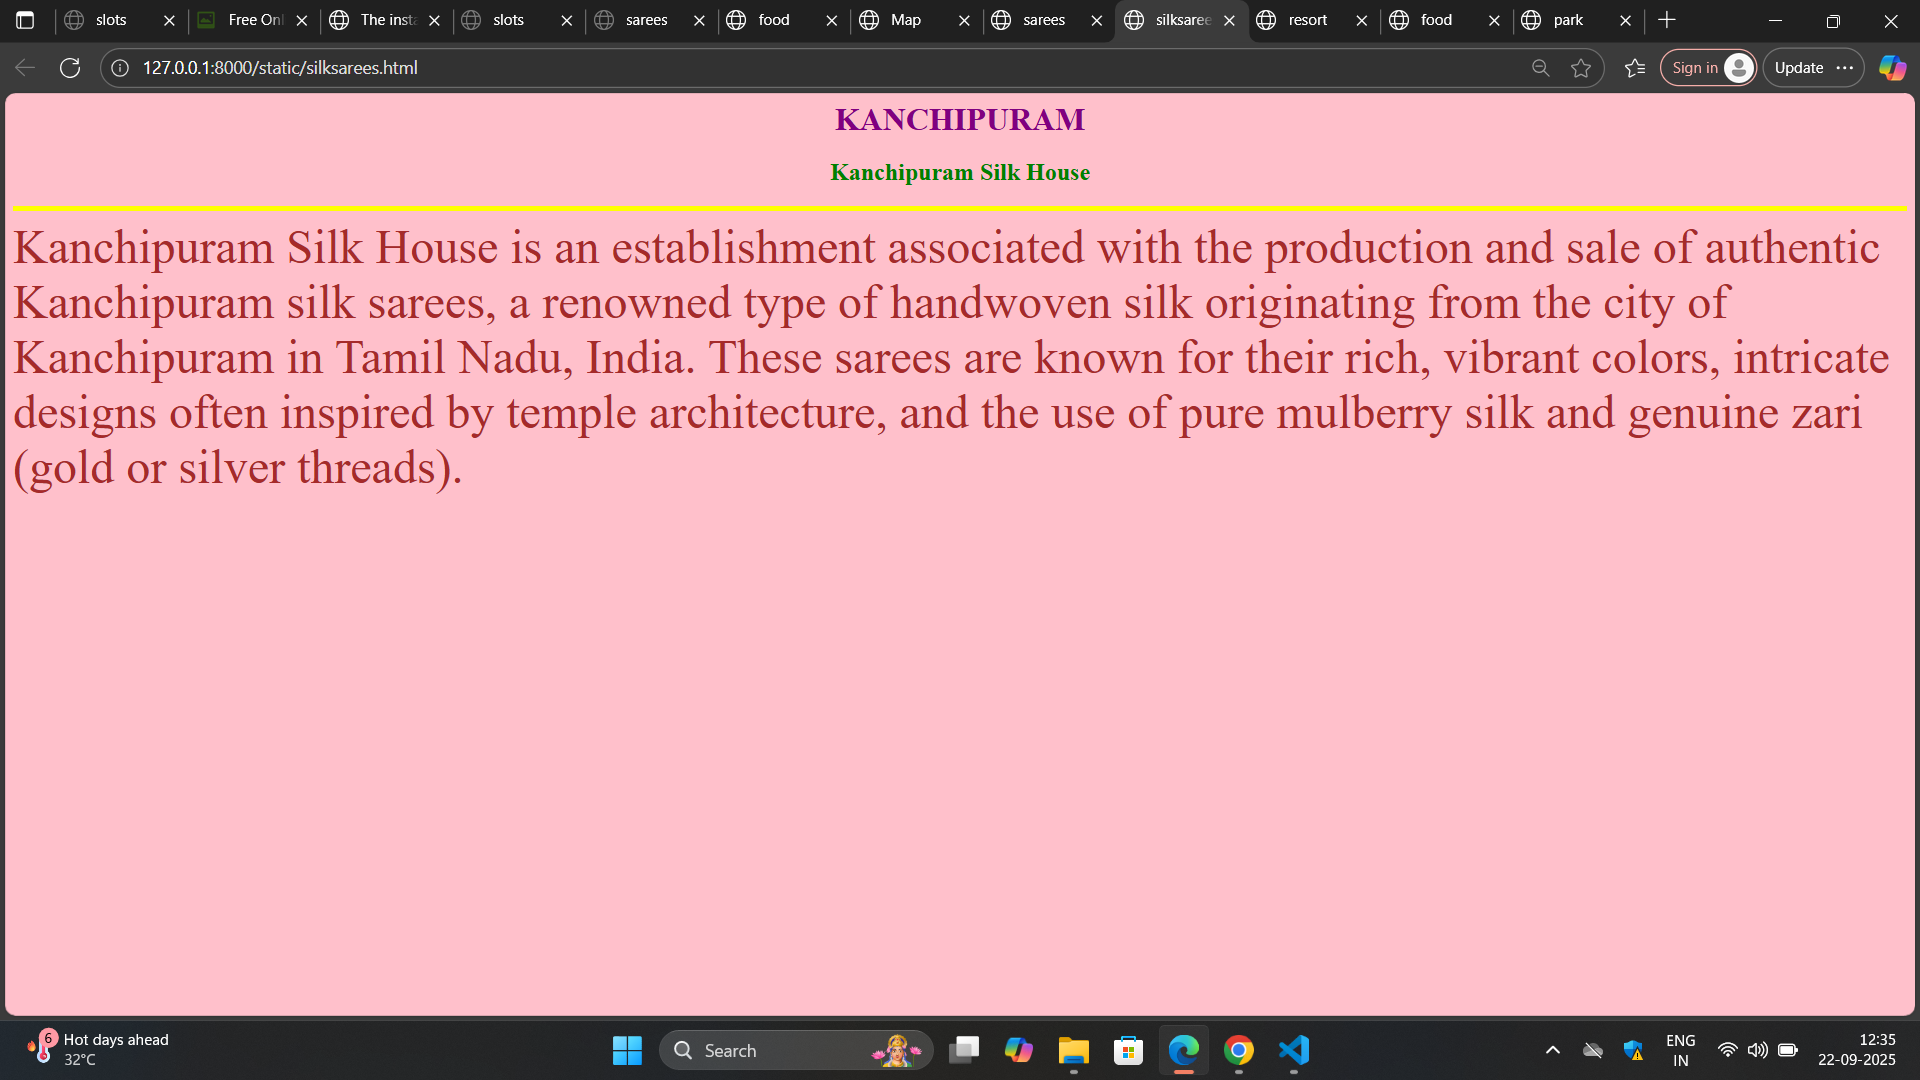 slots
Free Onl
The insta
slots
sarees
food
Map
sarees
silksaree
resort
food
park
127.0.0.1:8000/static/silksarees.html
Sign in
Update
KANCHIPURAM
Kanchipuram Silk House
Kanchipuram Silk House is an establishment associated with the production and sale of authentic
Kanchipuram silk sarees, a renowned type of handwoven silk originating from the city of
Kanchipuram in Tamil Nadu, India. These sarees are known for their rich, vibrant colors, intricate
designs often inspired by temple architecture, and the use of pure mulberry silk and genuine zari
(gold or silver threads).
6
Hot days ahead
32°C
Search
ENG
IN
12:35
22-09-2025